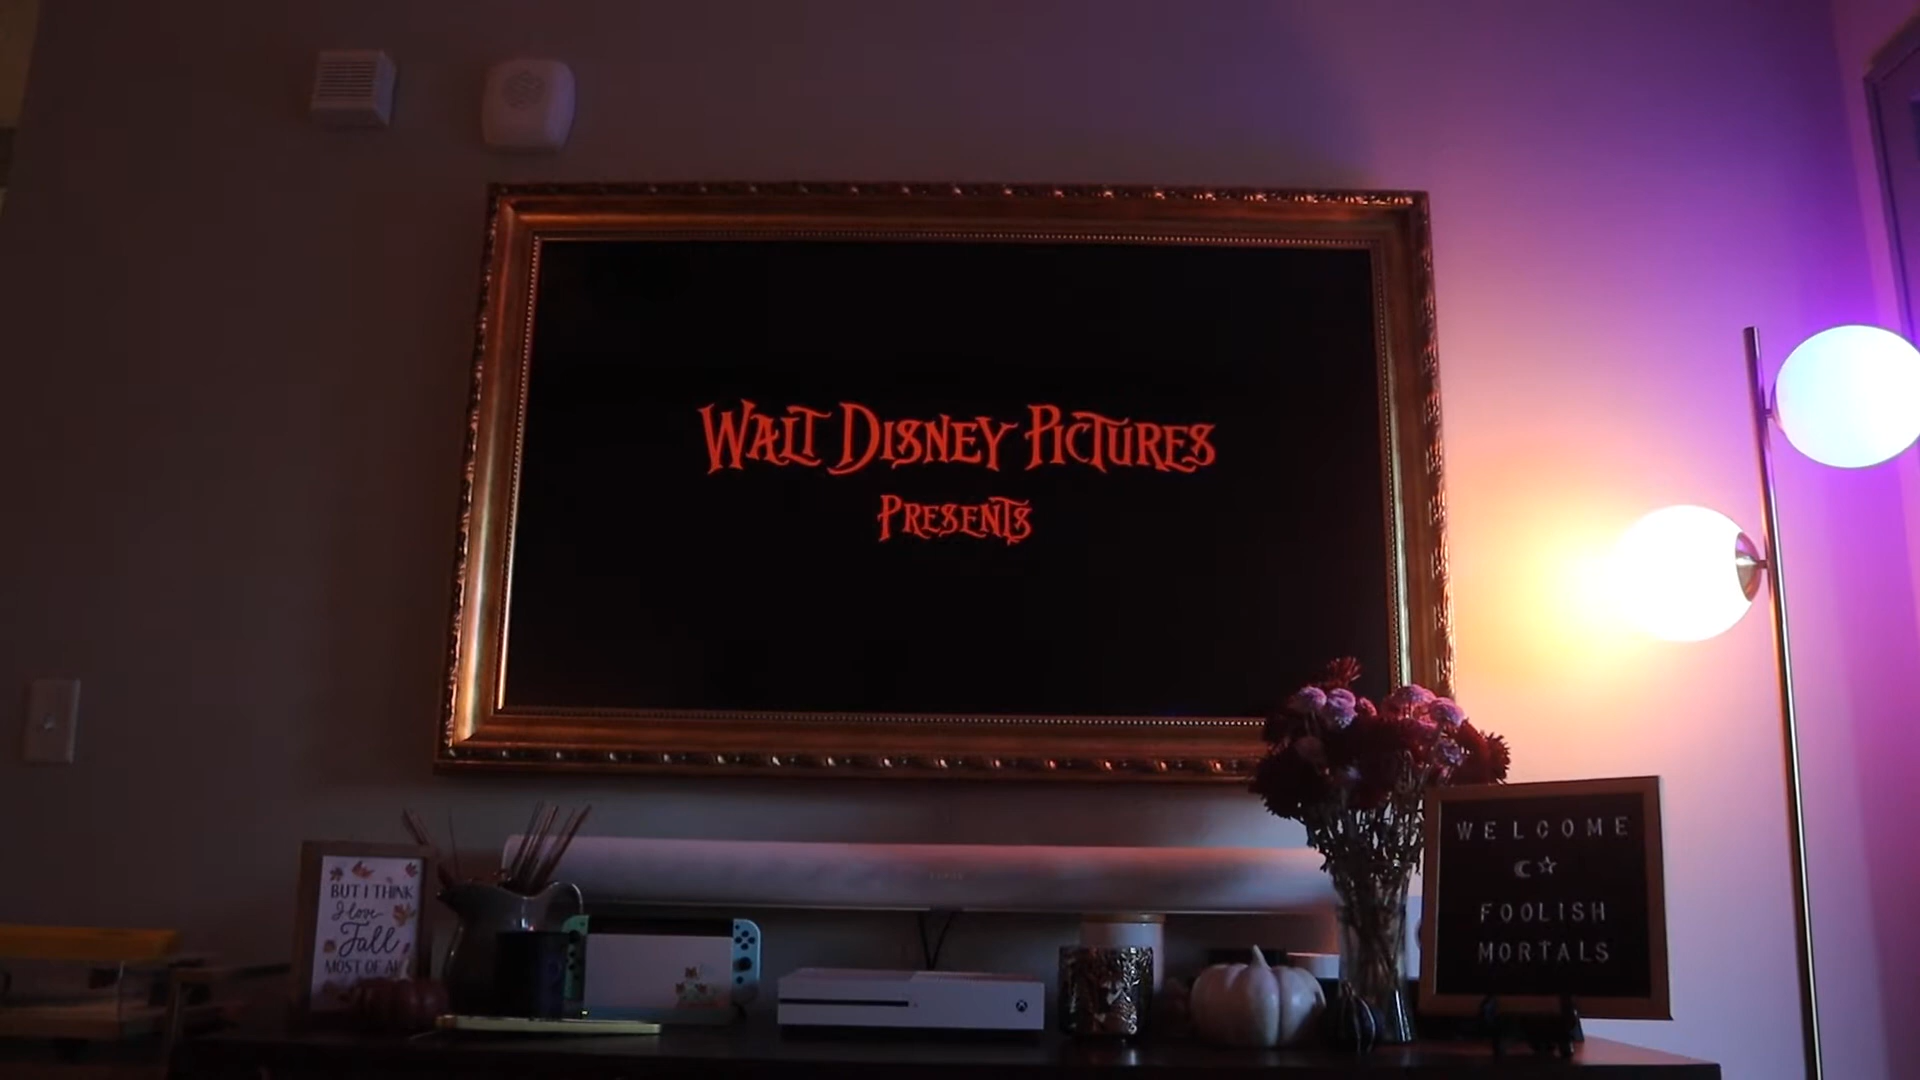 WALT DISNEY PICTURES
PRESENTS
WELCOME
FOOLISH
MORTALS
BUT I THINK
I love
Fall
MOST OF AL